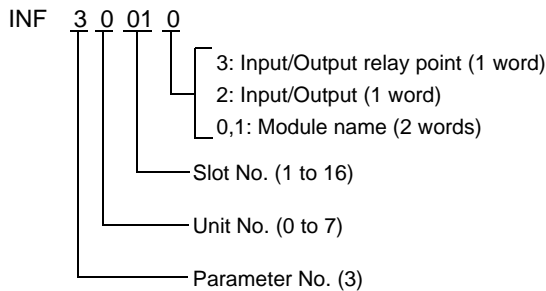 INF 3 0 01 0
3: Input/Output relay point (1 word)
2: Input/Output (1 word)
0,1: Module name (2 words)
Slot No. (1 to 16)
Unit No. (0 to 7)
Parameter No. (3)